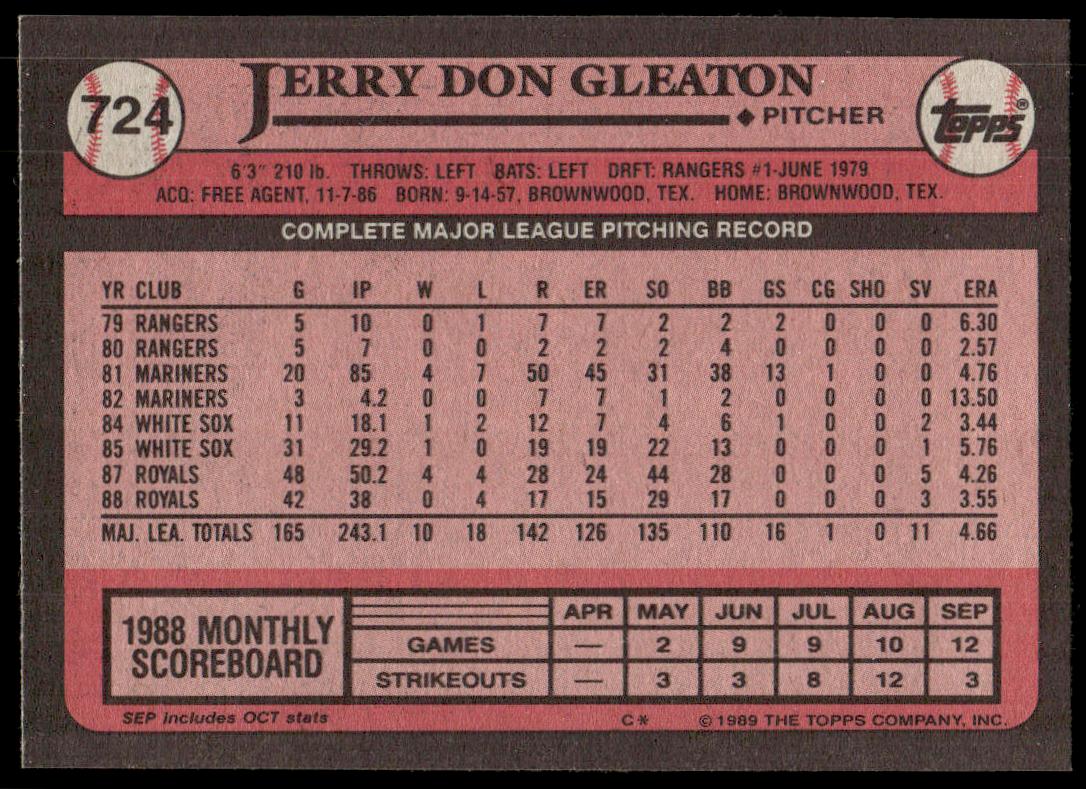 724
JERRY DON GLEATON
◆ PITCHER
Topps®
6'3" 210 lb. THROWS: LEFT BATS: LEFT DRFT: RANGERS #1-JUNE 1979
ACQ: FREE AGENT, 11-7-86 BORN: 9-14-57, BROWNWOOD, TEX. HOME: BROWNWOOD, TEX.
COMPLETE MAJOR LEAGUE PITCHING RECORD
YR CLUB G IP W L R ER SO BB GS CG SHO SV ERA
79 RANGERS 5 10 0 1 7 7 2 2 2 0 0 0 6.30
80 RANGERS 5 7 0 0 2 2 2 4 0 0 0 0 2.57
81 MARINERS 20 85 4 7 50 45 31 38 13 1 0 0 4.76
82 MARINERS 3 4.2 0 0 7 7 1 2 0 0 0 0 13.50
84 WHITE SOX 11 18.1 1 2 12 7 4 6 1 0 0 2 3.44
85 WHITE SOX 31 29.2 1 0 19 19 22 13 0 0 0 1 5.76
87 ROYALS 48 50.2 4 4 28 24 44 28 0 0 0 5 4.26
88 ROYALS 42 38 0 4 17 15 29 17 0 0 0 3 3.55
MAJ. LEA. TOTALS 165 243.1 10 18 142 126 135 110 16 1 0 11 4.66
1988 MONTHLY
SCOREBOARD
APR MAY JUN JUL AUG SEP
GAMES — 2 9 9 10 12
STRIKEOUTS — 3 3 8 12 3
SEP includes OCT stats
C* © 1989 THE TOPPS COMPANY, INC.